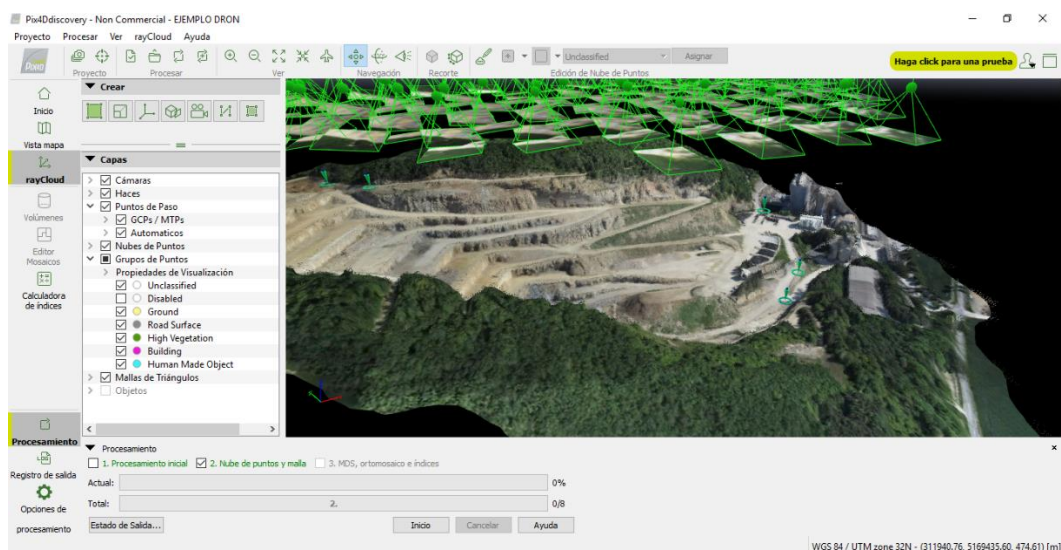 Pix4Ddiscovery - Non Commercial - EJEMPLO DRON
Proyecto Procesar Ver rayCloud Ayuda
Unclassified
Asignar
Haga click para una prueba
Proyecto Procesar Ver Navegación Recorte Edición de Nube de Puntos
Inicio
Vista mapa
rayCloud
Volúmenes
Editor
Mosaicos
Calculadora
de índices
Crear
Capas
Cámaras
Haces
Puntos de Paso
GCPs / MTPs
Automaticos
Nubes de Puntos
Grupos de Puntos
Propiedades de Visualización
Unclassified
Disabled
Ground
Road Surface
High Vegetation
Building
Human Made Object
Mallas de Triángulos
Objetos
Procesamiento
Registro de salida
Opciones de
procesamiento
Procesamiento
1. Procesamiento inicial 2. Nube de puntos y malla 3. MDS, ortomosaico e índices
Actual: 0%
Total: 2. 0/8
Estado de Salida... Inicio Cancelar Ayuda
WGS 84 / UTM zone 32N - (311940.76, 5169435.60, 474.61) [m]